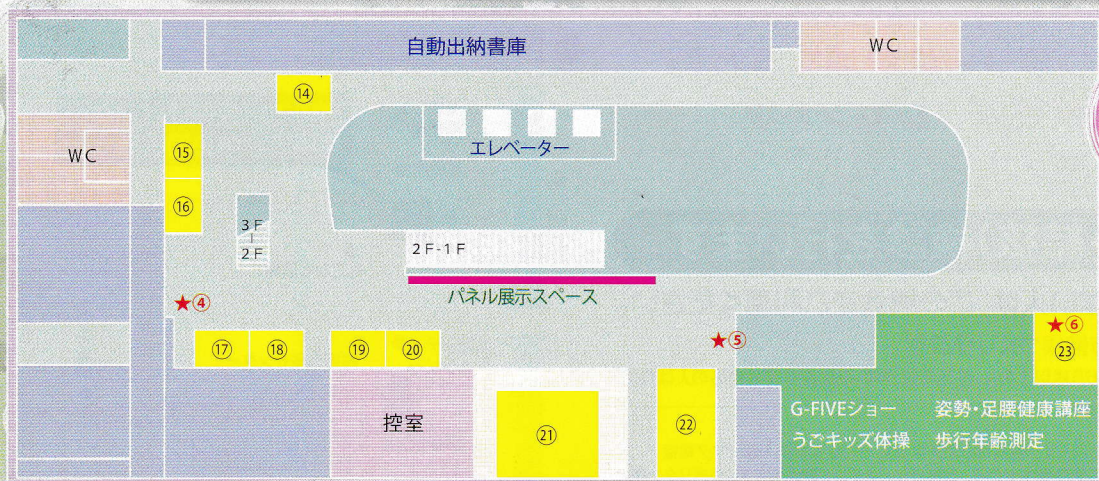 自動出納書庫
WC
⑭
エレベーター
WC
⑮
⑯
3F
2F
2F-1F
パネル展示スペース
★④
⑰
⑱
⑲
⑳
★⑤
★⑥
㉓
控室
㉑
㉒
G-FIVEショー 姿勢・足腰健康講座
うごキッズ体操 歩行年齢測定